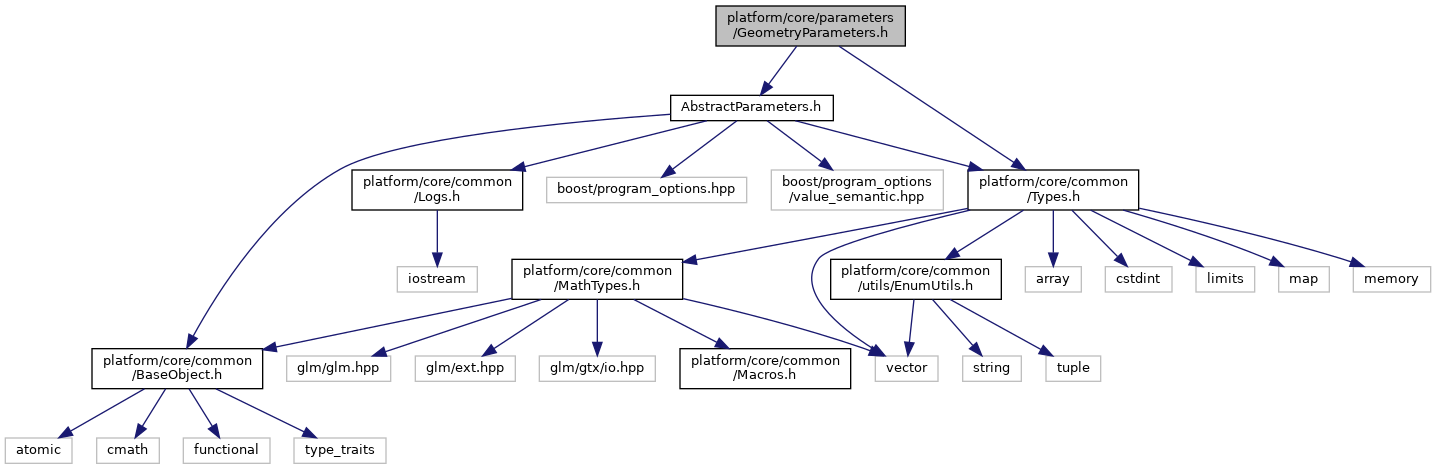 platform/core/parameters
/GeometryParameters.h
AbstractParameters.h
platform/core/common
/Logs.h
boost/program_options.hpp
boost/program_options
/value_semantic.hpp
platform/core/common
/Types.h
iostream
platform/core/common
/MathTypes.h
platform/core/common
/utils/EnumUtils.h
array
cstdint
limits
map
memory
platform/core/common
/BaseObject.h
glm/glm.hpp
glm/ext.hpp
glm/gtx/io.hpp
platform/core/common
/Macros.h
vector
string
tuple
atomic
cmath
functional
type_traits